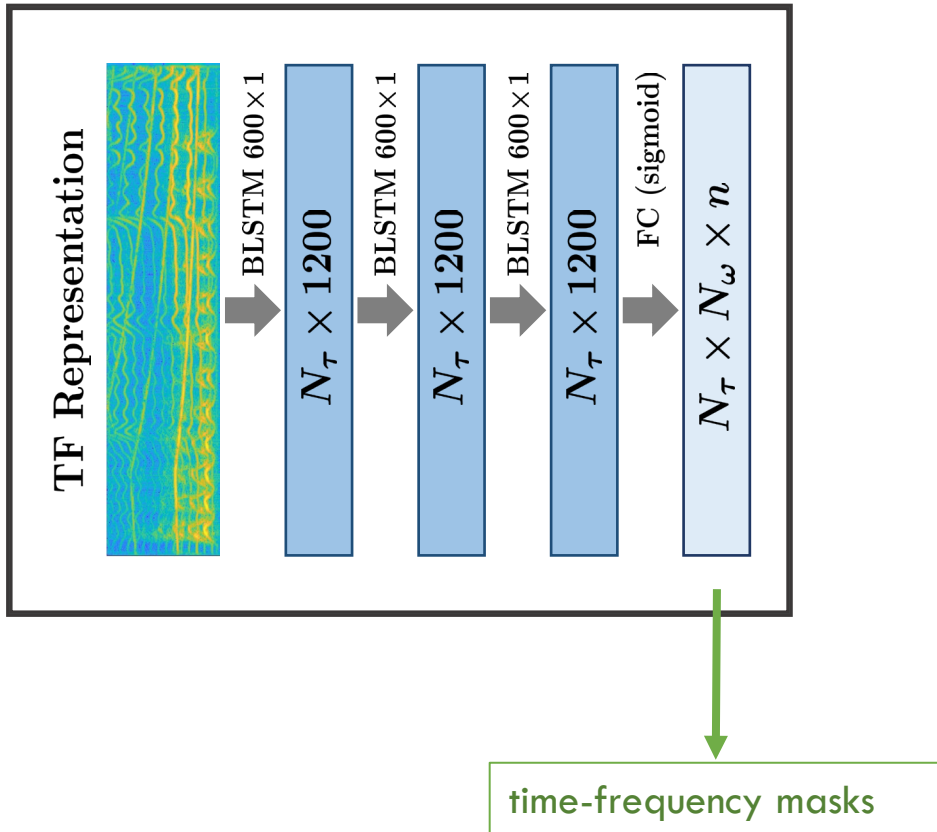 TF Representation
BLSTM 600×1
N_τ × 1200
BLSTM 600×1
N_τ × 1200
BLSTM 600×1
N_τ × 1200
FC (sigmoid)
N_τ × N_ω × n
time-frequency masks